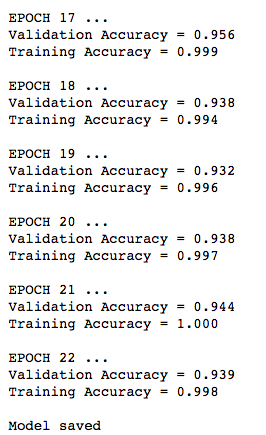 EPOCH 17 ...
Validation Accuracy = 0.956
Training Accuracy = 0.999
EPOCH 18 ...
Validation Accuracy = 0.938
Training Accuracy = 0.994
EPOCH 19 ...
Validation Accuracy = 0.932
Training Accuracy = 0.996
EPOCH 20 ...
Validation Accuracy = 0.938
Training Accuracy = 0.997
EPOCH 21 ...
Validation Accuracy = 0.944
Training Accuracy = 1.000
EPOCH 22 ...
Validation Accuracy = 0.939
Training Accuracy = 0.998
Model saved